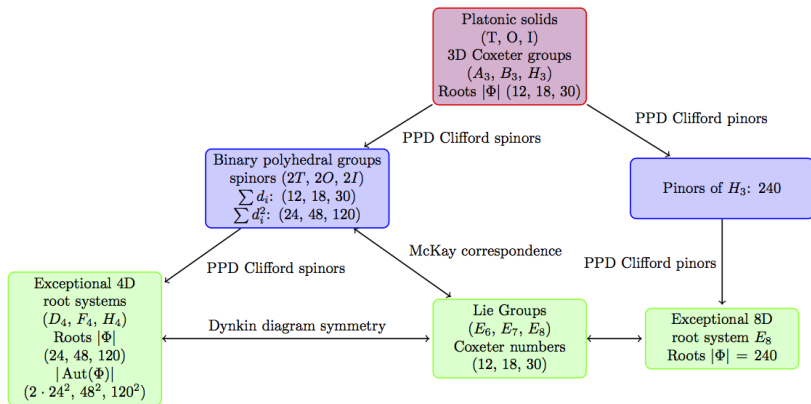 Platonic solids
(T, O, I)
3D Coxeter groups
(A₃, B₃, H₃)
Roots |Φ| (12, 18, 30)
PPD Clifford spinors
PPD Clifford pinors
Binary polyhedral groups
spinors (2T, 2O, 2I)
∑ dᵢ: (12, 18, 30)
∑ dᵢ²: (24, 48, 120)
Pinors of H₃: 240
PPD Clifford spinors
McKay correspondence
PPD Clifford pinors
Exceptional 4D
root systems
(D₄, F₄, H₄)
Roots |Φ|
(24, 48, 120)
| Aut(Φ)|
(2 · 24², 48², 120²)
Dynkin diagram symmetry
Lie Groups
(E₆, E₇, E₈)
Coxeter numbers
(12, 18, 30)
Exceptional 8D
root system E₈
Roots |Φ| = 240